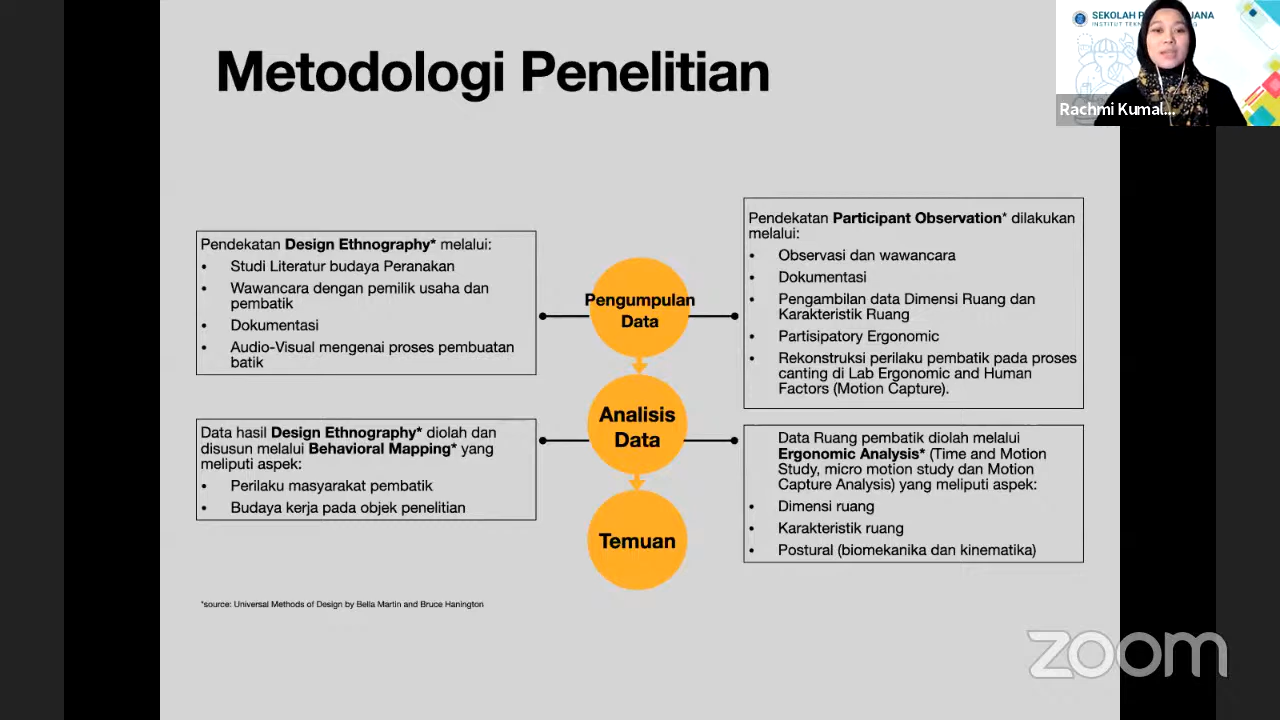 Metodologi Penelitian
SEKOLAH
INSTITUT
Rachmi Kumal...
Pendekatan Design Ethnography* melalui:
• Studi Literatur budaya Peranakan
• Wawancara dengan pemilik usaha dan
pembatik
• Dokumentasi
• Audio-Visual mengenai proses pembuatan
batik
Pengumpulan
Data
Pendekatan Participant Observation* dilakukan
melalui:
• Observasi dan wawancara
• Dokumentasi
• Pengambilan data Dimensi Ruang dan
Karakteristik Ruang
• Partisipatory Ergonomic
• Rekonstruksi perilaku pembatik pada proses
canting di Lab Ergonomic and Human
Factors (Motion Capture).
Data hasil Design Ethnography* diolah dan
disusun melalui Behavioral Mapping* yang
meliputi aspek:
• Perilaku masyarakat pembatik
• Budaya kerja pada objek penelitian
Analisis
Data
Data Ruang pembatik diolah melalui
Ergonomic Analysis* (Time and Motion
Study, micro motion study dan Motion
Capture Analysis) yang meliputi aspek:
• Dimensi ruang
• Karakteristik ruang
• Postural (biomekanika dan kinematika)
Temuan
*source: Universal Methods of Design by Bella Martin and Bruce Hanington
zoom